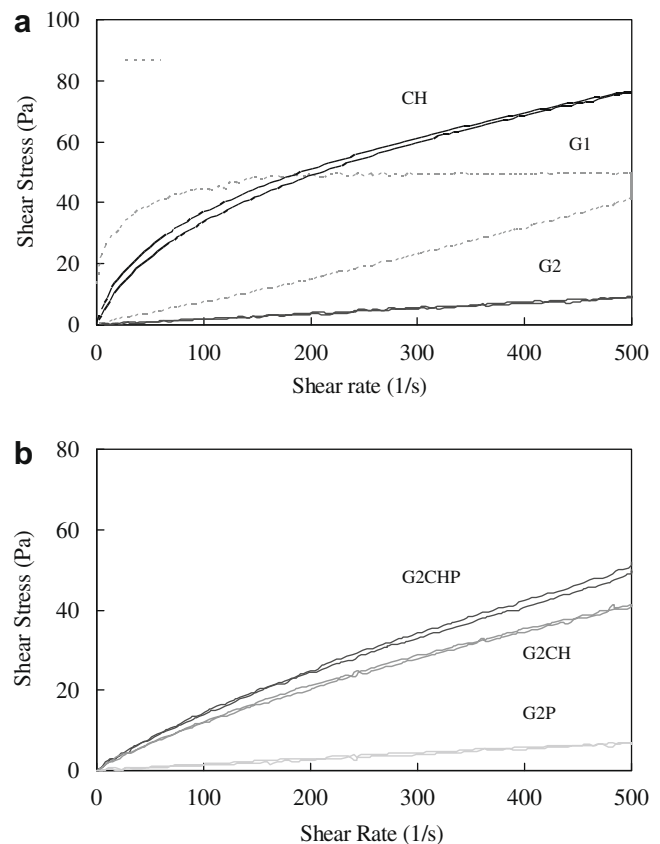 a
100
80
60
40
20
0
Shear Stress (Pa)
CH
G1
G2
0 100 200 300 400 500
Shear rate (1/s)
b
80
60
40
20
0
Shear Stress (Pa)
G2CHP
G2CH
G2P
0 100 200 300 400 500
Shear Rate (1/s)